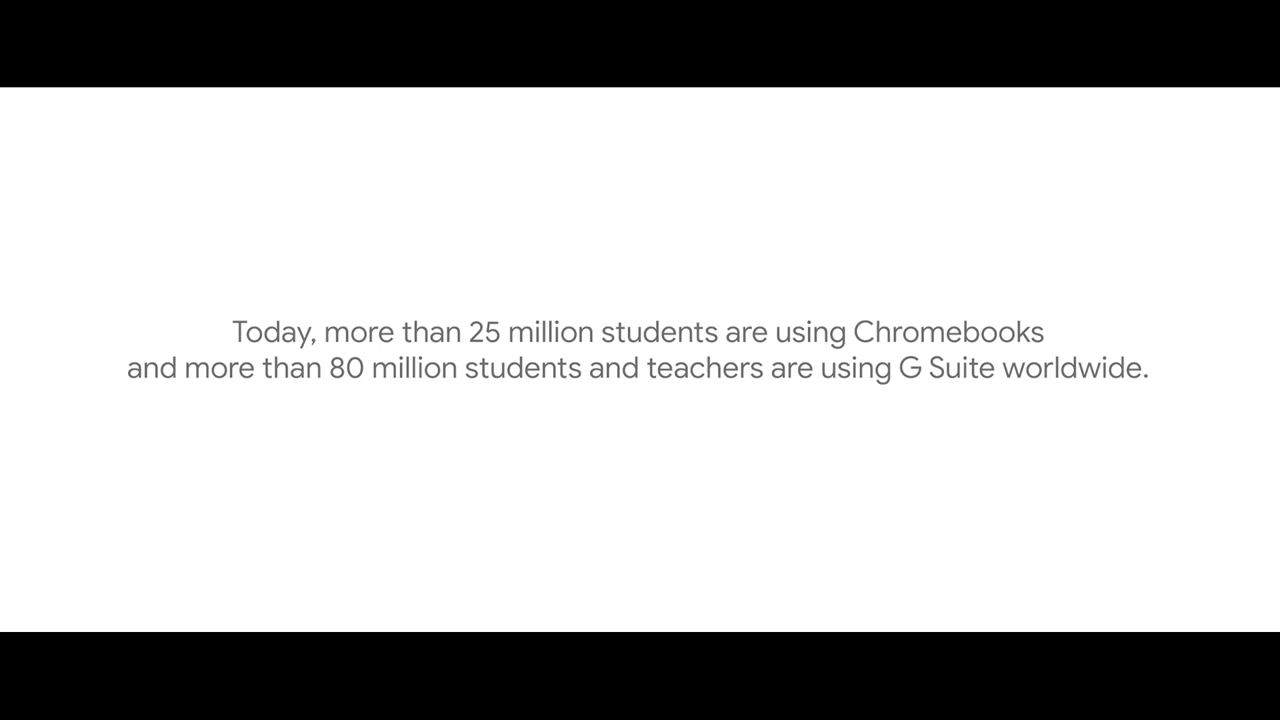 Today, more than 25 million students are using Chromebooks
and more than 80 million students and teachers are using G Suite worldwide.